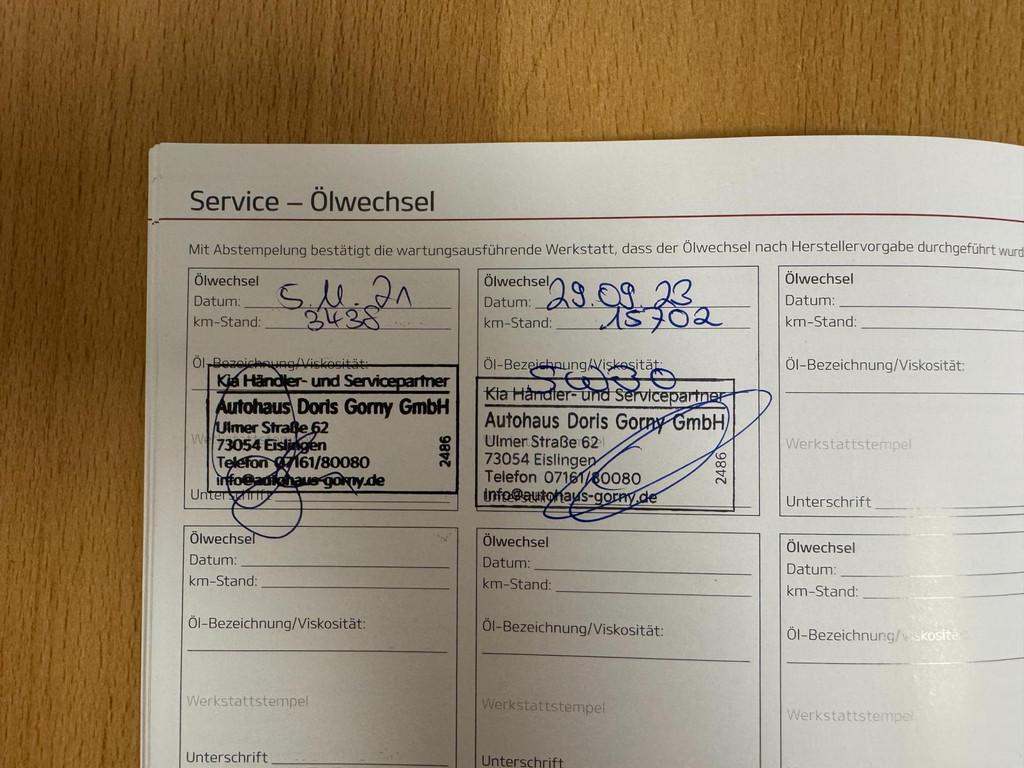 Service – Ölwechsel
Mit Abstempelung bestätigt die wartungsausführende Werkstatt, dass der Ölwechsel nach Herstellervorgabe durchgeführt wurd
Ölwechsel
Datum: 5.11.21
km-Stand: 3438
Öl-Bezeichnung/Viskosität:
Kia Händler- und Servicepartner
Autohaus Doris Gorny GmbH
Ulmer Straße 62
73054 Eislingen
Telefon 07161/80080
info@autohaus-gorny.de
2486
Unterschrift
Ölwechsel
Datum: 29.09.23
km-Stand: 15702
Öl-Bezeichnung/Viskosität:
5W30
Kia Händler- und Servicepartner
Autohaus Doris Gorny GmbH
Ulmer Straße 62
73054 Eislingen
Telefon 07161/80080
info@autohaus-gorny.de
2486
Ölwechsel
Datum:
km-Stand:
Öl-Bezeichnung/Viskosität:
Werkstattstempel
Unterschrift
Ölwechsel
Datum:
km-Stand:
Öl-Bezeichnung/Viskosität:
Werkstattstempel
Unterschrift
Ölwechsel
Datum:
km-Stand:
Öl-Bezeichnung/Viskosität:
Werkstattstempel
Unterschrift
Ölwechsel
Datum:
km-Stand:
Öl-Bezeichnung/Viskosität:
Werkstattstempel